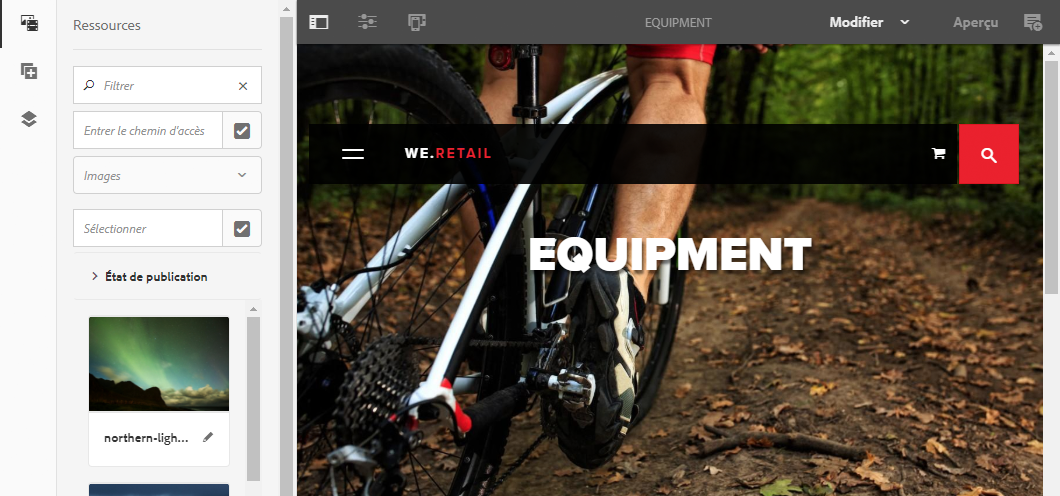 Ressources
Filtrer
Entrer le chemin d'accès
Images
Sélectionner
État de publication
northern-ligh...
EQUIPMENT
Modifier
Aperçu
WE.RETAIL
EQUIPMENT